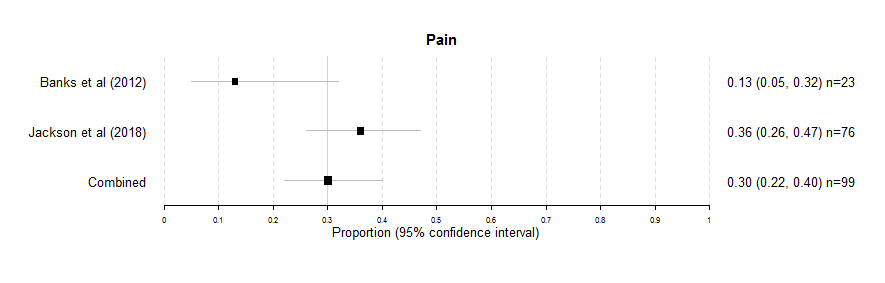 Pain
Banks et al (2012) 0.13 (0.05, 0.32) n=23
Jackson et al (2018) 0.36 (0.26, 0.47) n=76
Combined 0.30 (0.22, 0.40) n=99
0 0.1 0.2 0.3 0.4 0.5 0.6 0.7 0.8 0.9 1
Proportion (95% confidence interval)